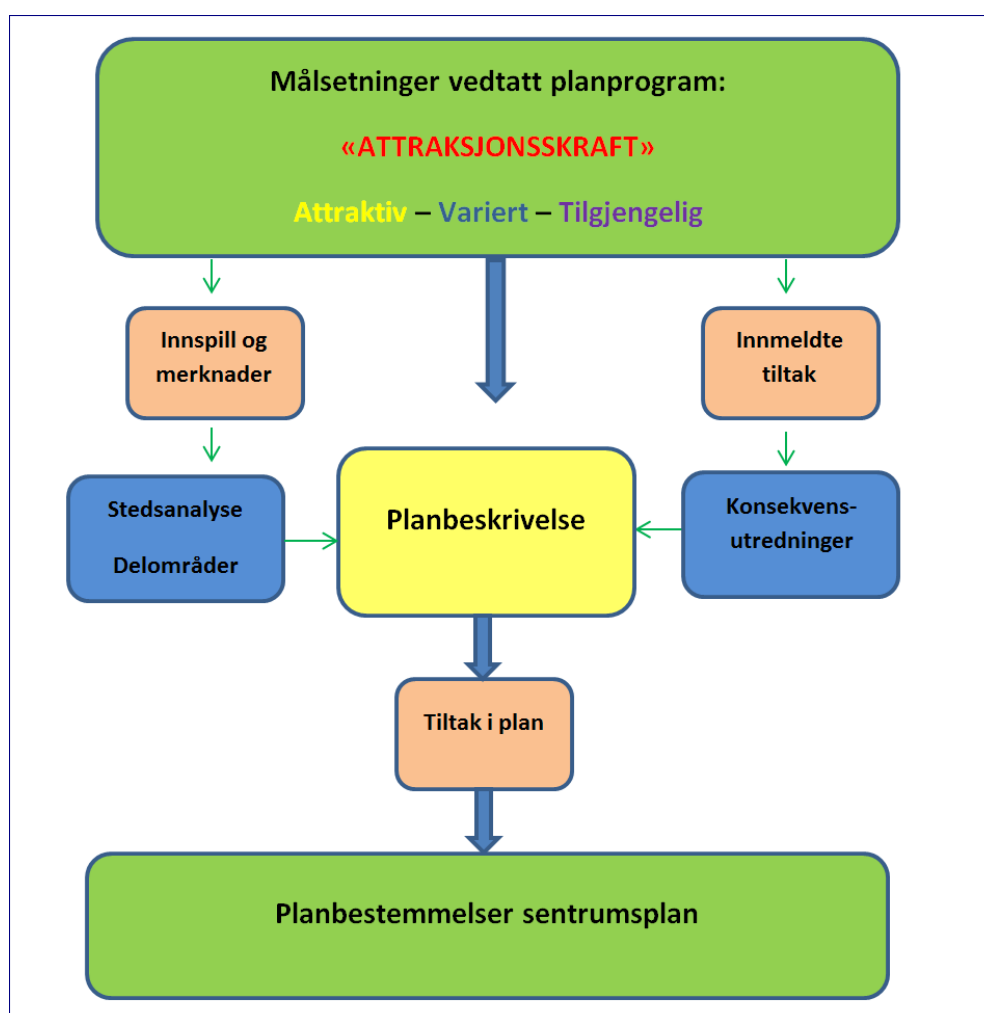 Målsetninger vedtatt planprogram:
«ATTRAKSJONSSKRAFT»
Attraktiv – Variert – Tilgjengelig
Innspill og
merknader
Innmeldte
tiltak
Stedsanalyse
Delområder
Planbeskrivelse
Konsekvens-
utredninger
Tiltak i plan
Planbestemmelser sentrumsplan